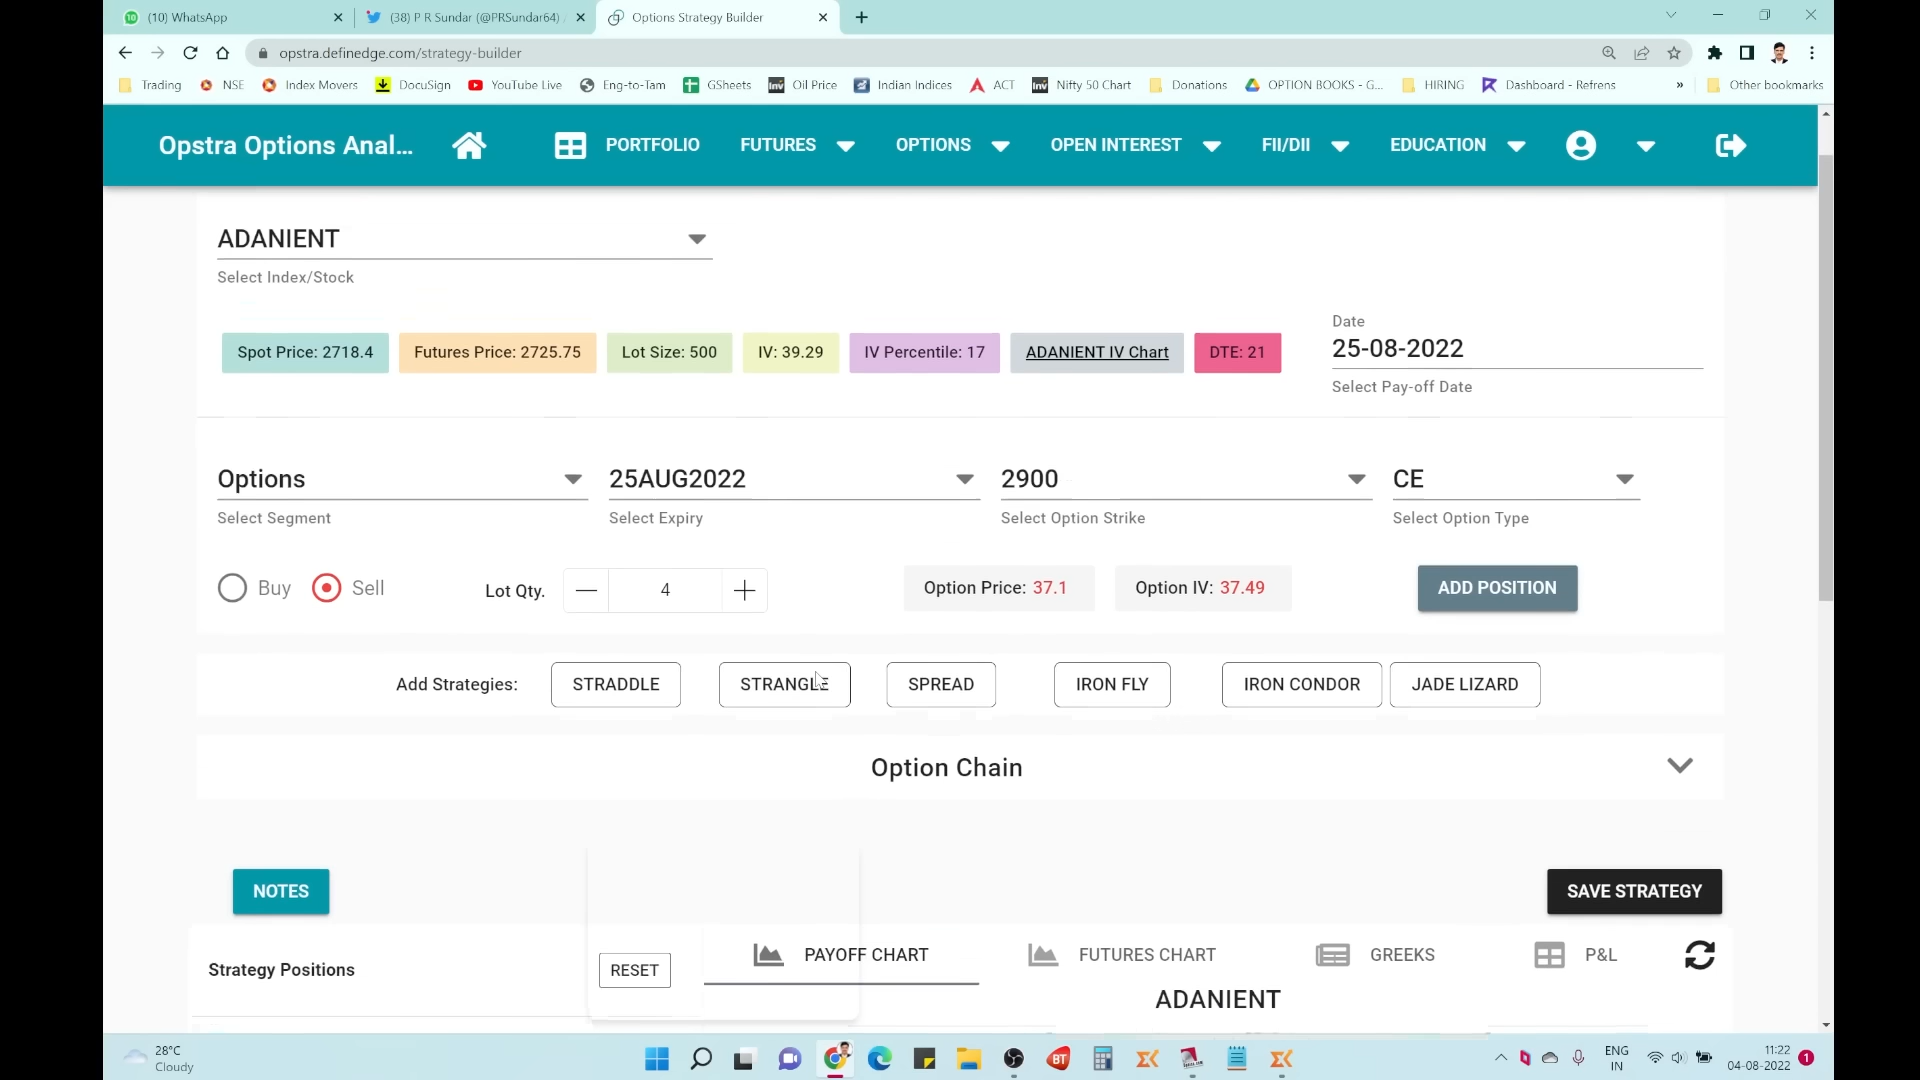 (10) WhatsApp
(38) P R Sundar (@PRSundar64) /
Options Strategy Builder
opstra.definedge.com/strategy-builder
Trading NSE Index Movers DocuSign YouTube Live Eng-to-Tam GSheets Oil Price Indian Indices ACT Nifty 50 Chart Donations OPTION BOOKS - G... HIRING Dashboard - Refrens » Other bookmarks
Opstra Options Anal... PORTFOLIO FUTURES OPTIONS OPEN INTEREST FII/DII EDUCATION
ADANIENT
Select Index/Stock
Spot Price: 2718.4 Futures Price: 2725.75 Lot Size: 500 IV: 39.29 IV Percentile: 17 ADANIENT IV Chart DTE: 21
Date
25-08-2022
Select Pay-off Date
Options 25AUG2022 2900 CE
Select Segment Select Expiry Select Option Strike Select Option Type
Buy Sell Lot Qty. 4 Option Price: 37.1 Option IV: 37.49 ADD POSITION
Add Strategies: STRADDLE STRANGLE SPREAD IRON FLY IRON CONDOR JADE LIZARD
Option Chain
NOTES SAVE STRATEGY
Strategy Positions RESET PAYOFF CHART FUTURES CHART GREEKS P&L
ADANIENT
28°C
Cloudy
BT
ENG
IN
11:22
04-08-2022
1